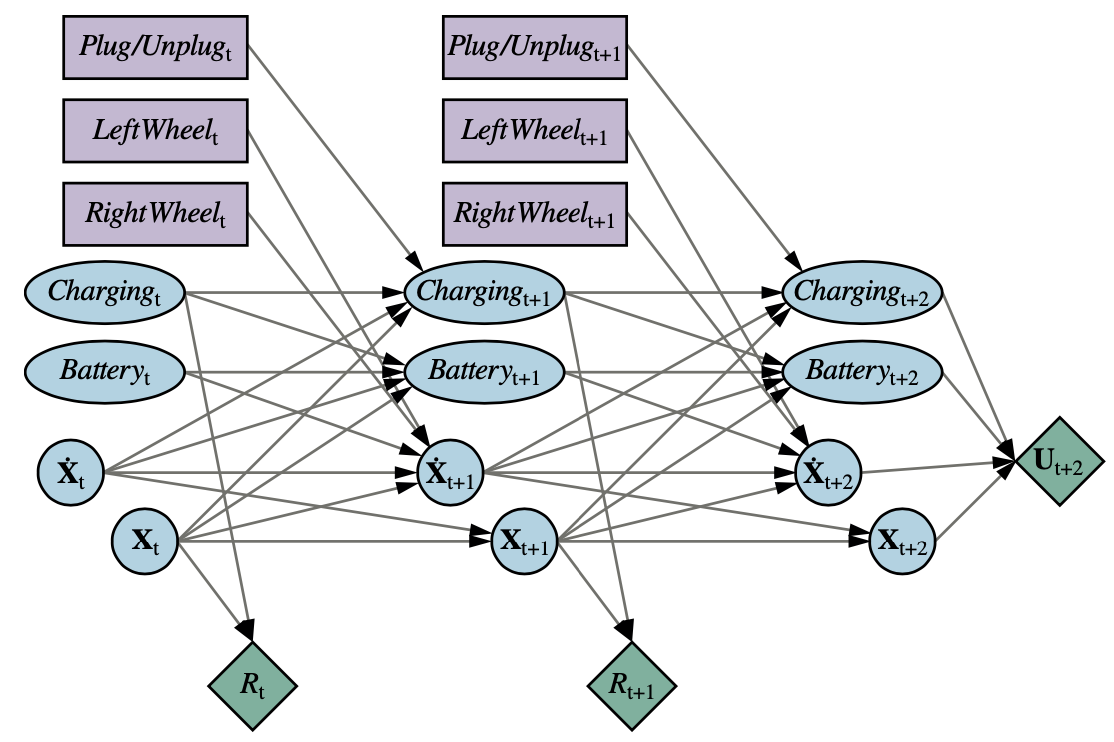 Plug/Unplugₜ
Plug/Unplugₜ₊₁
LeftWheelₜ
LeftWheelₜ₊₁
RightWheelₜ
RightWheelₜ₊₁
Chargingₜ
Chargingₜ₊₁
Chargingₜ₊₂
Batteryₜ
Batteryₜ₊₁
Batteryₜ₊₂
Ẋₜ
Ẋₜ₊₁
Ẋₜ₊₂
Uₜ₊₂
Xₜ
Xₜ₊₁
Xₜ₊₂
Rₜ
Rₜ₊₁